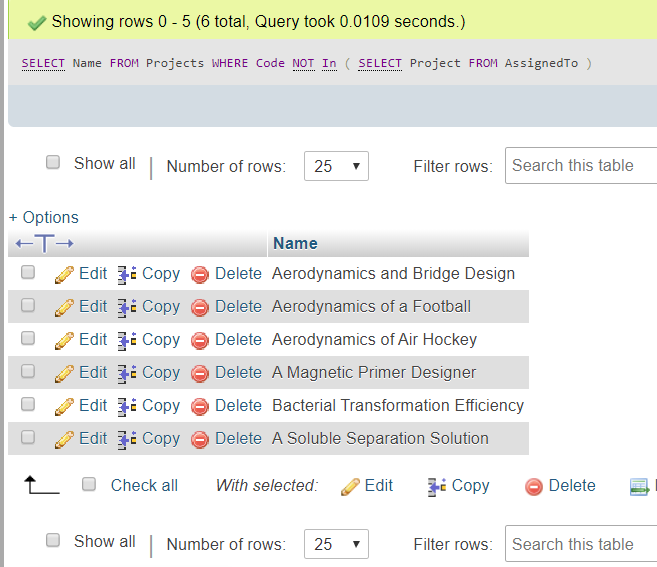 Showing rows 0 - 5 (6 total, Query took 0.0109 seconds.)
SELECT Name FROM Projects WHERE Code NOT In ( SELECT Project FROM AssignedTo )
Show all | Number of rows: 25 Filter rows: Search this table
+ Options
Name
Edit Copy Delete Aerodynamics and Bridge Design
Edit Copy Delete Aerodynamics of a Football
Edit Copy Delete Aerodynamics of Air Hockey
Edit Copy Delete A Magnetic Primer Designer
Edit Copy Delete Bacterial Transformation Efficiency
Edit Copy Delete A Soluble Separation Solution
Check all With selected: Edit Copy Delete
Show all | Number of rows: 25 Filter rows: Search this table